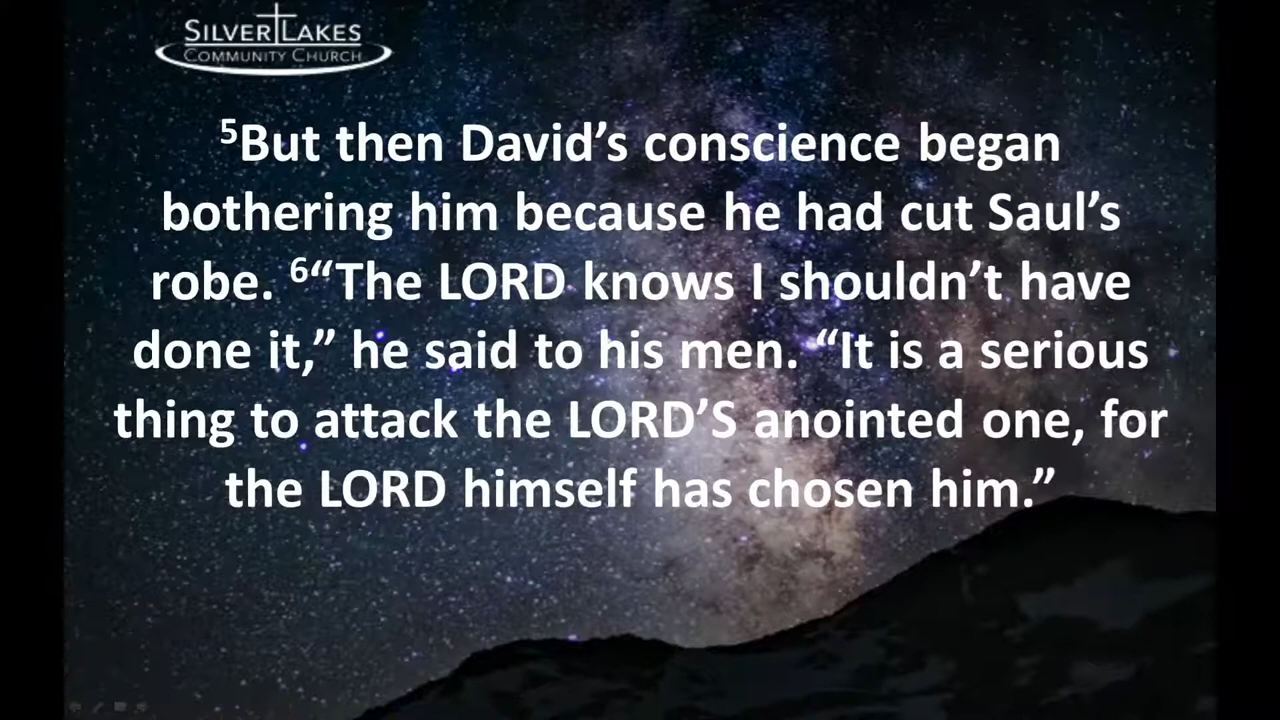 SILVER LAKES
COMMUNITY CHURCH
⁵But then David’s conscience began
bothering him because he had cut Saul’s
robe. ⁶“The LORD knows I shouldn’t have
done it,” he said to his men. “It is a serious
thing to attack the LORD’S anointed one, for
the LORD himself has chosen him.”